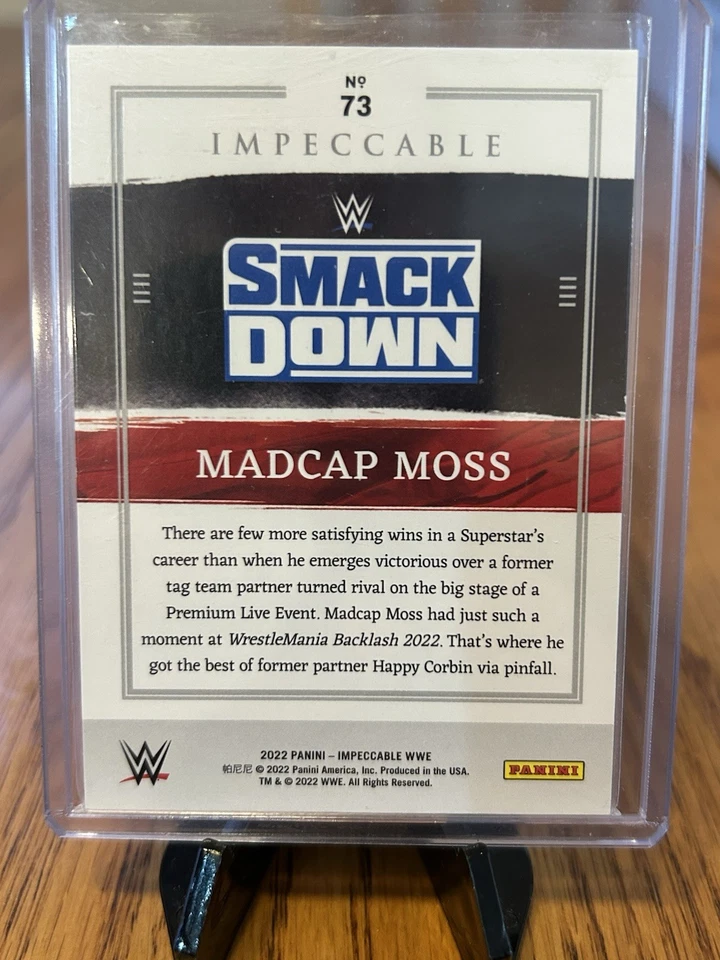 Nº
73
IMPECCABLE
W
SMACK
DOWN
MADCAP MOSS
There are few more satisfying wins in a Superstar's
career than when he emerges victorious over a former
tag team partner turned rival on the big stage of a
Premium Live Event. Madcap Moss had just such a
moment at WrestleMania Backlash 2022. That's where he
got the best of former partner Happy Corbin via pinfall.
W
2022 PANINI – IMPECCABLE WWE
帕尼尼 © 2022 Panini America, Inc. Produced in the USA.
TM & © 2022 WWE. All Rights Reserved.
PANINI